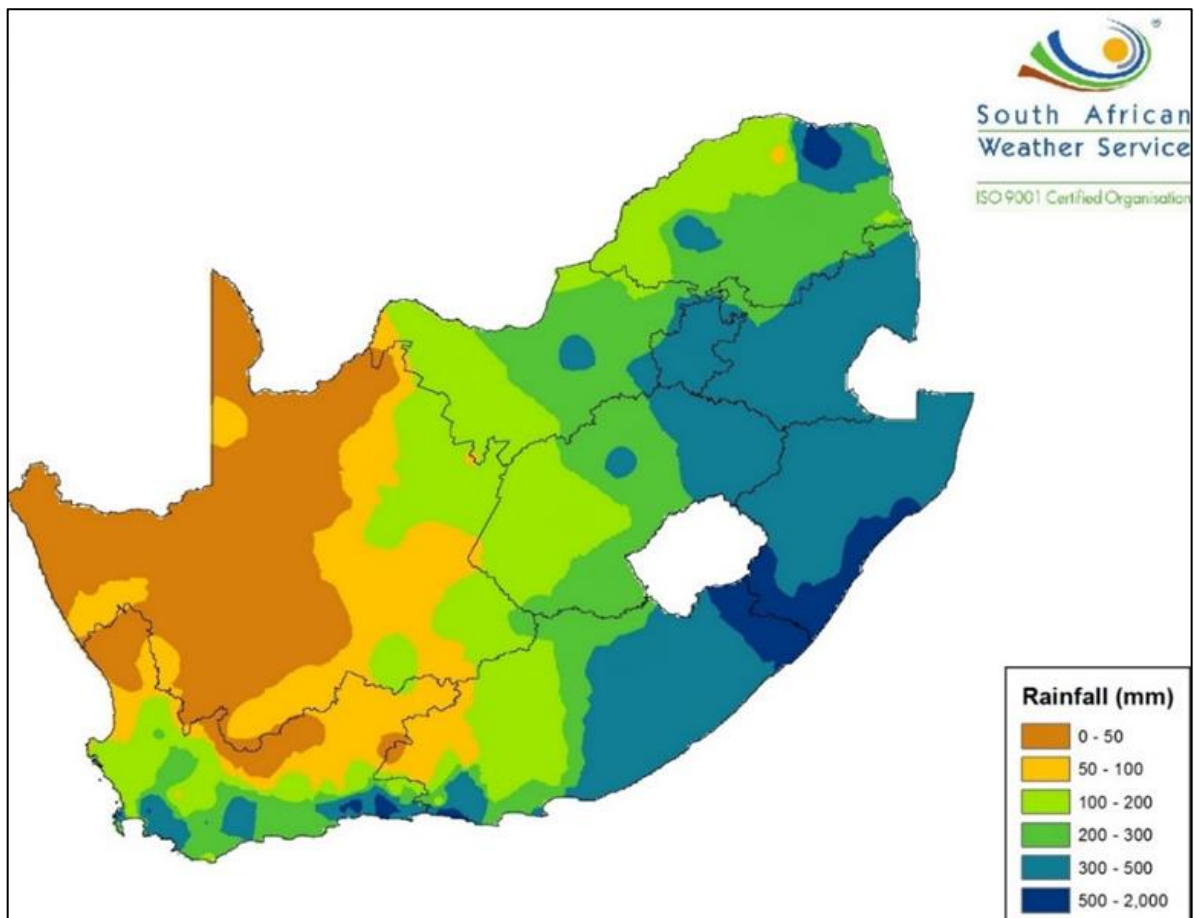 ®
South African
Weather Service
ISO 9001 Certified Organisation
Rainfall (mm)
0 - 50
50 - 100
100 - 200
200 - 300
300 - 500
500 - 2,000